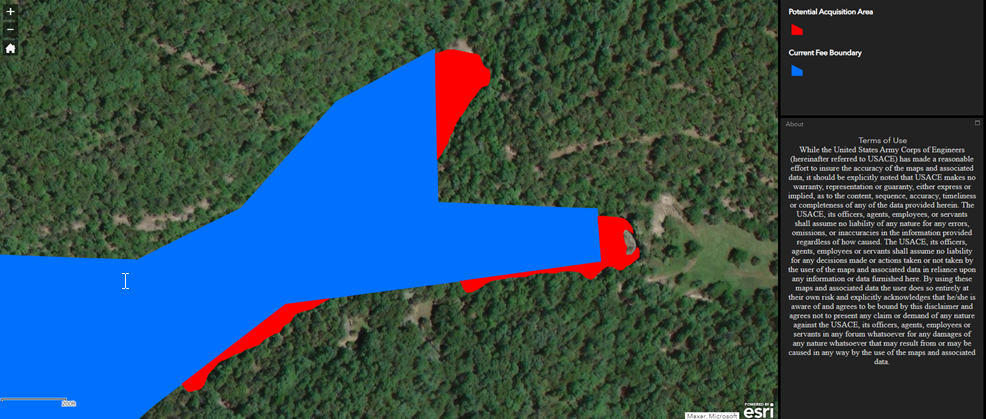 +
−
Potential Acquisition Area
Current Fee Boundary
About
Terms of Use
While the United States Army Corps of Engineers
(hereinafter referred to USACE) has made a reasonable
effort to insure the accuracy of the maps and associated
data, it should be explicitly noted that USACE makes no
warranty, representation or guaranty, either express or
implied, as to the content, sequence, accuracy, timeliness
or completeness of any of the data provided herein. The
USACE, its officers, agents, employees, or servants
shall assume no liability of any nature for any errors,
omissions, or inaccuracies in the information provided
regardless of how caused. The USACE, its officers,
agents, employees or servants shall assume no liability
for any decisions made or actions taken or not taken by
the user of the maps and associated data in reliance upon
any information or data furnished here. By using these
maps and associated data the user does so entirely at
their own risk and explicitly acknowledges that he/she is
aware of and agrees to be bound by this disclaimer and
agrees not to present any claim or demand of any nature
against the USACE, its officers, agents, employees or
servants in any forum whatsoever for any damages of
any nature whatsoever that may result from or may be
caused in any way by the use of the maps and associated
data.
POWERED BY
esri
Maxar, Microsoft